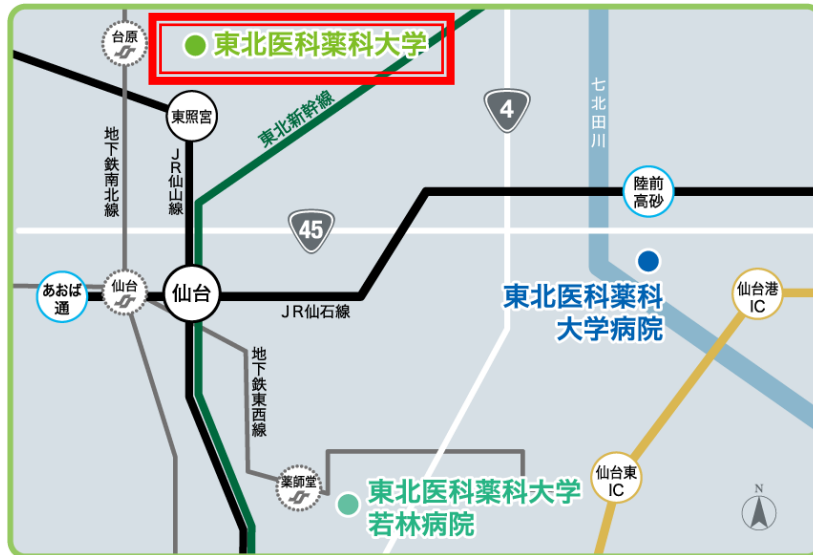 台原
東北医科薬科大学
東照宮
東北新幹線
4
七北田川
地下鉄南北線
JR仙山線
陸前
高砂
45
あおば
通
仙台
仙台
JR仙石線
東北医科薬科
大学病院
仙台港
IC
地下鉄東西線
薬師堂
東北医科薬科大学
若林病院
仙台東
IC
N